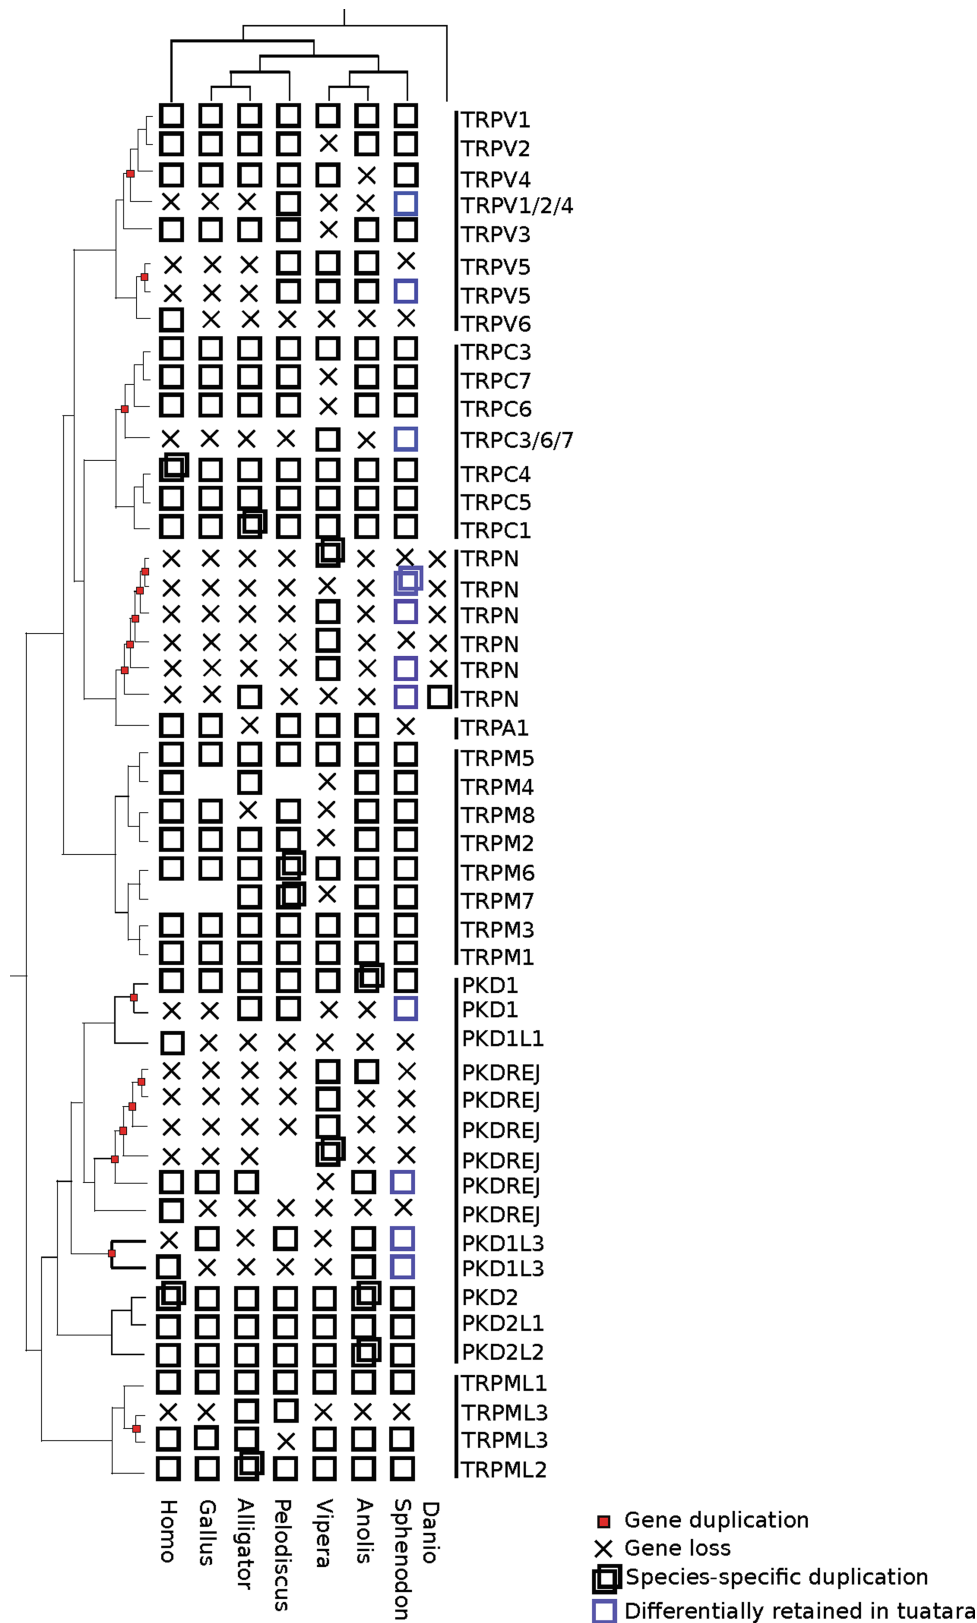 TRPV1
TRPV2
TRPV4
TRPV1/2/4
TRPV3
TRPV5
TRPV5
TRPV6
TRPC3
TRPC7
TRPC6
TRPC3/6/7
TRPC4
TRPC5
TRPC1
TRPN
TRPN
TRPN
TRPN
TRPN
TRPN
TRPA1
TRPM5
TRPM4
TRPM8
TRPM2
TRPM6
TRPM7
TRPM3
TRPM1
PKD1
PKD1
PKD1L1
PKDREJ
PKDREJ
PKDREJ
PKDREJ
PKDREJ
PKDREJ
PKD1L3
PKD1L3
PKD2
PKD2L1
PKD2L2
TRPML1
TRPML3
TRPML3
TRPML2
Homo
Gallus
Alligator
Pelodiscus
Vipera
Anolis
Sphenodon
Danio
Gene duplication
Gene loss
Species-specific duplication
Differentially retained in tuatara